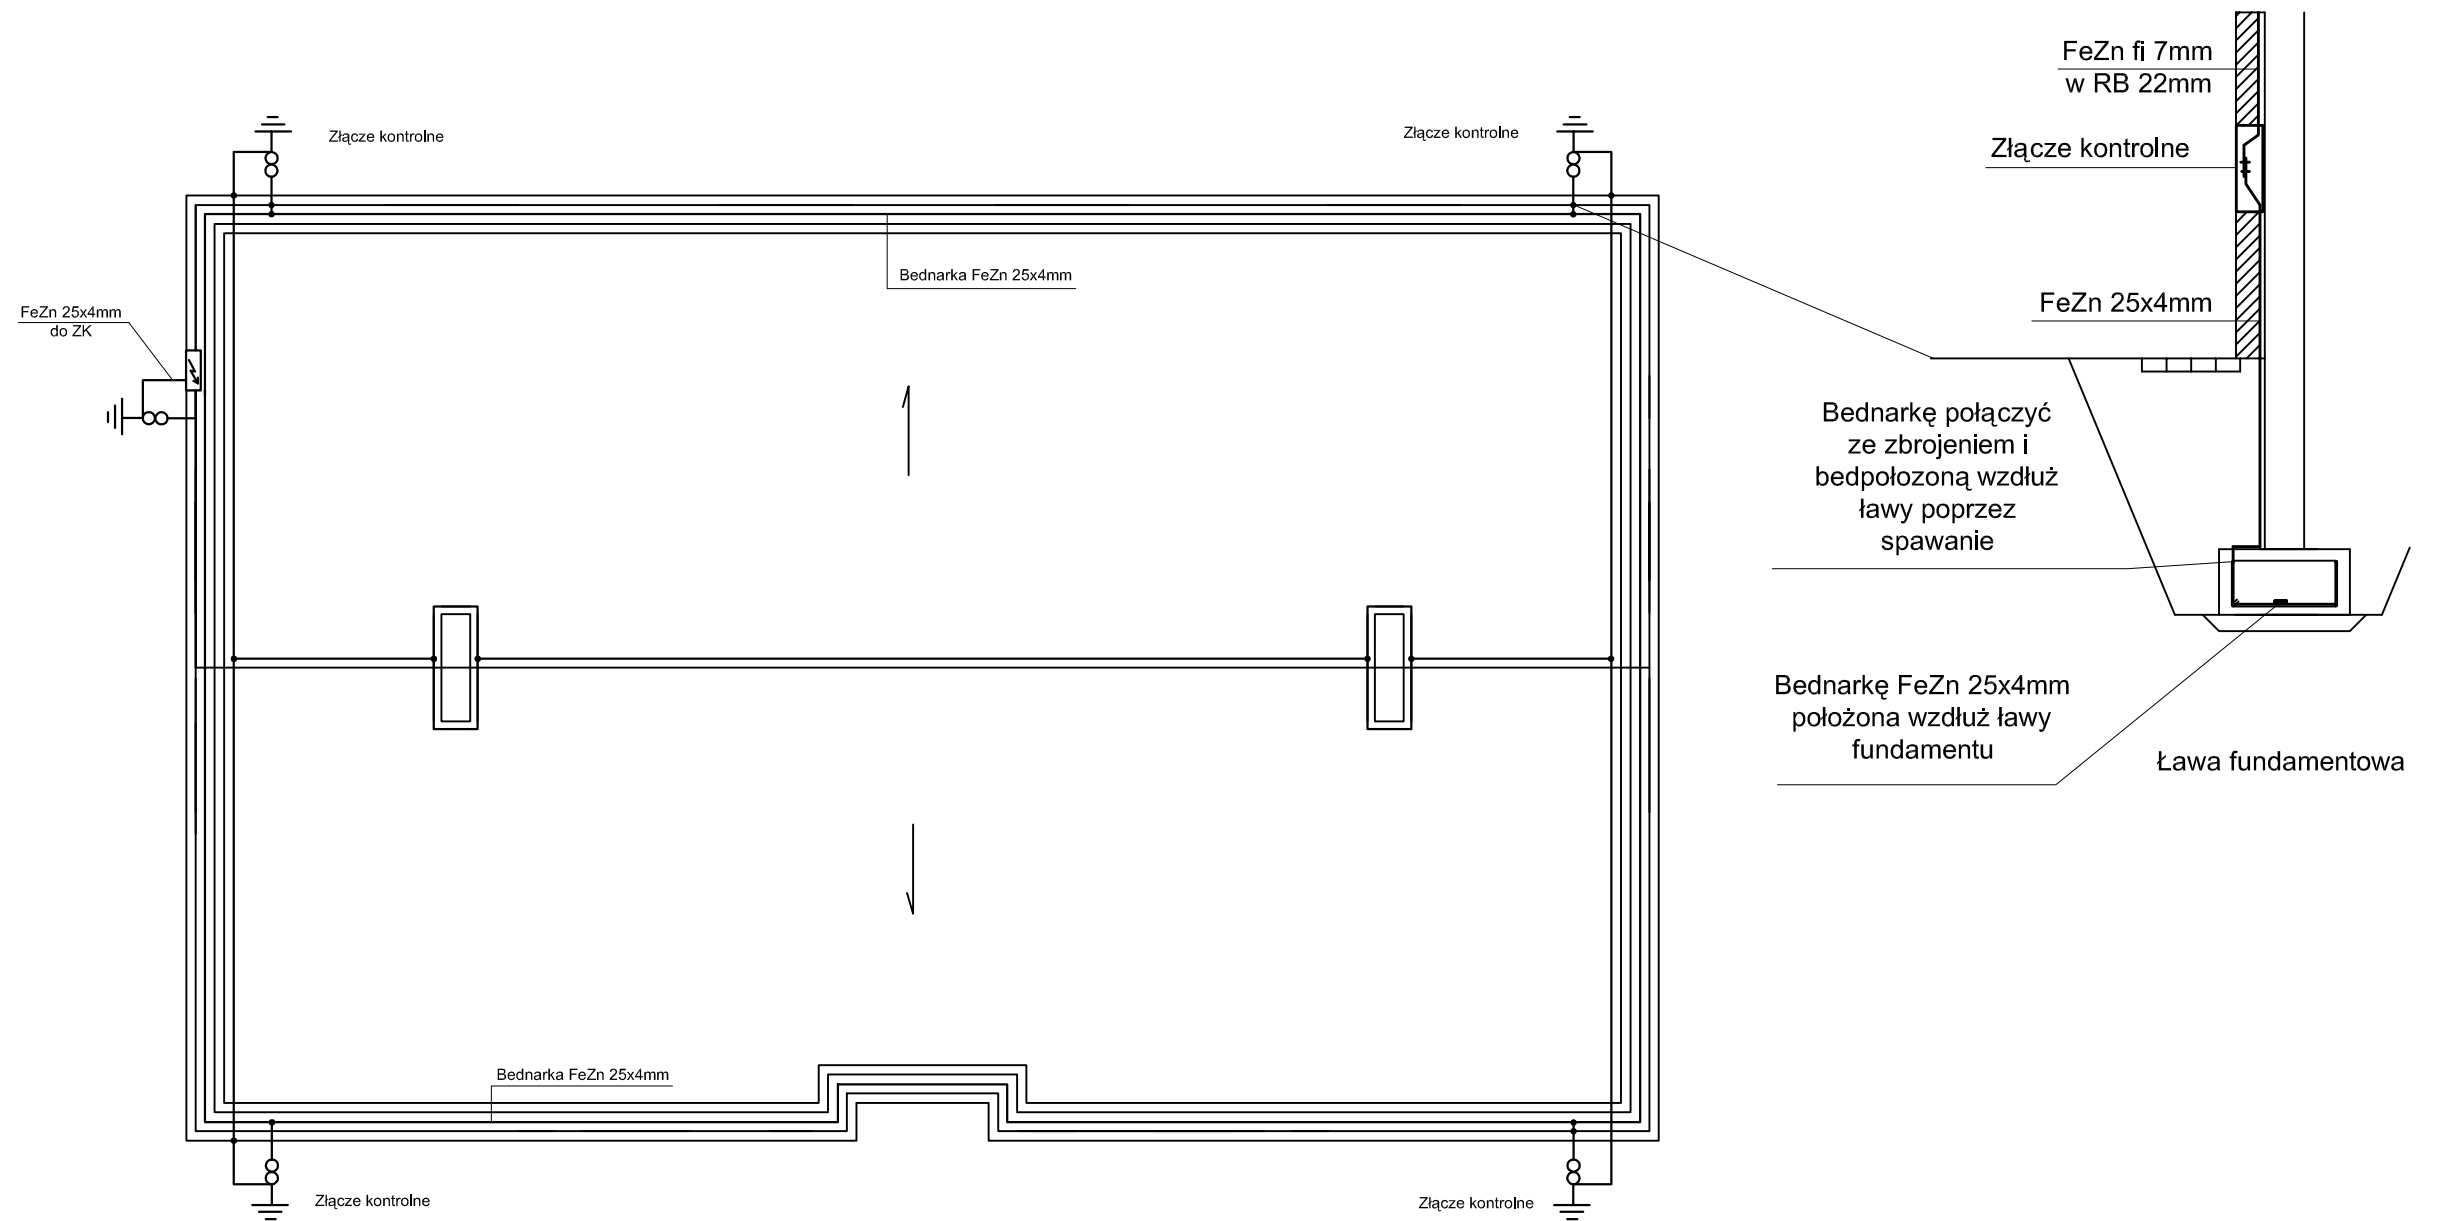 FeZn fi 7mm
w RB 22mm
Złącze kontrolne
Złącze kontrolne
Złącze kontrolne
Bednarka FeZn 25x4mm
FeZn 25x4mm
FeZn 25x4mm
do ZK
Bednarkę połączyć
ze zbrojeniem i
bedpołozoną wzdłuż
ławy poprzez
spawanie
Bednarkę FeZn 25x4mm
położona wzdłuż ławy
fundamentu
Ława fundamentowa
Bednarka FeZn 25x4mm
Złącze kontrolne
Złącze kontrolne